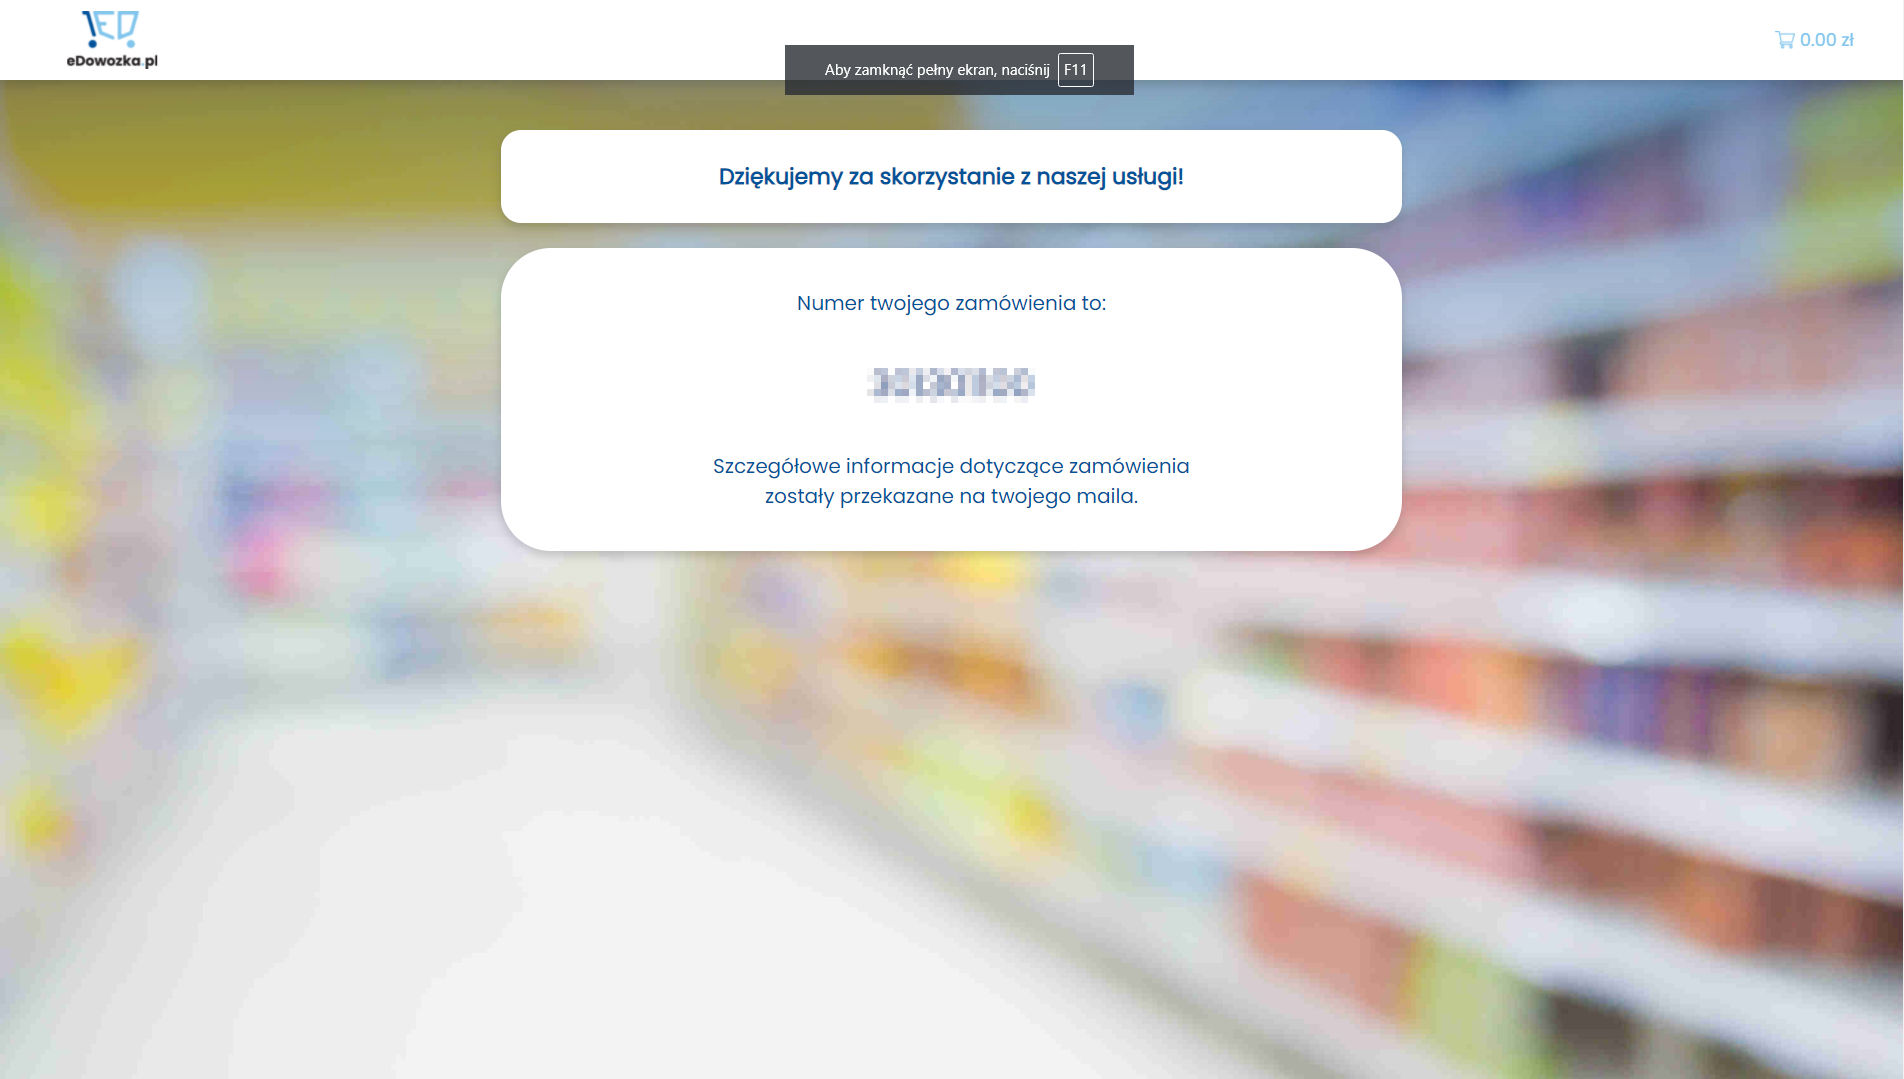 eDowozka.pl
0.00 zł
Aby zamknąć pełny ekran, naciśnij F11
Dziękujemy za skorzystanie z naszej usługi!
Numer twojego zamówienia to:
Szczegółowe informacje dotyczące zamówienia
zostały przekazane na twojego maila.